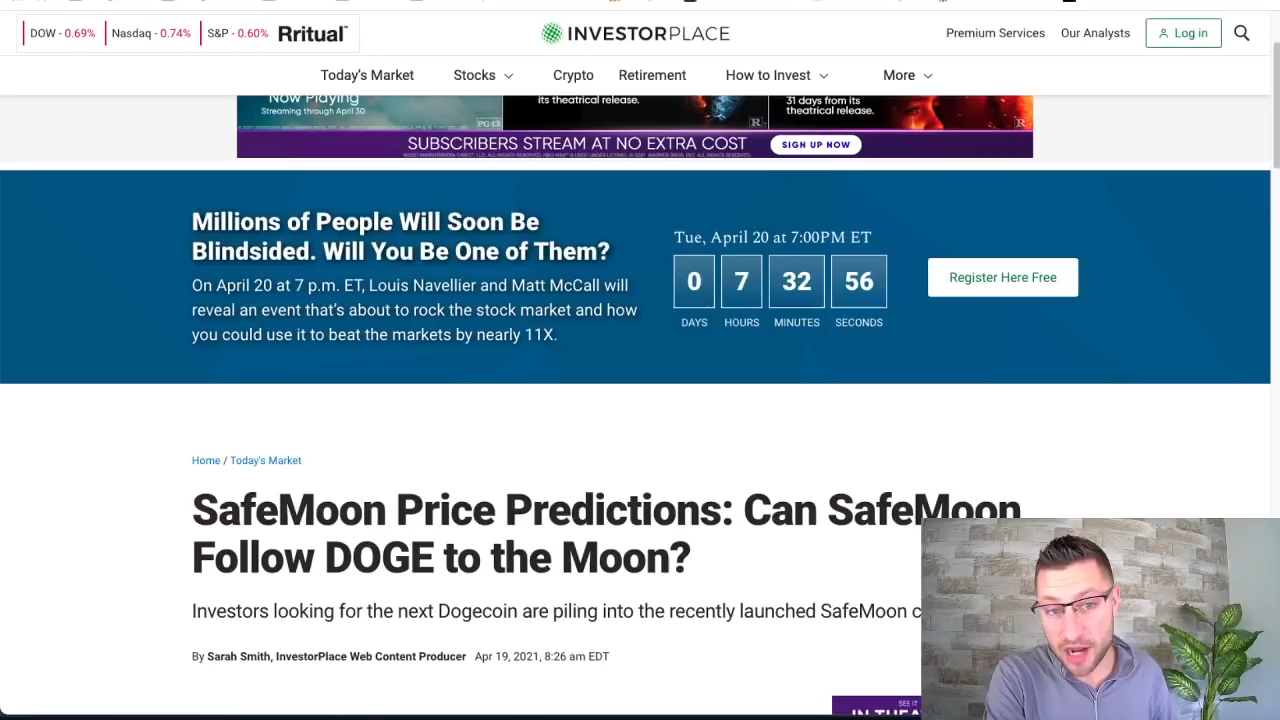 DOW - 0.69% Nasdaq - 0.74% S&P - 0.60% Rritual™
INVESTORPLACE
Premium Services Our Analysts Log in
Today's Market Stocks Crypto Retirement How to Invest More
Now Playing
Streaming through April 30
PG-13
its theatrical release.
R
31 days from its
theatrical release.
R
SUBSCRIBERS STREAM AT NO EXTRA COST SIGN UP NOW
Millions of People Will Soon Be
Blindsided. Will You Be One of Them?
On April 20 at 7 p.m. ET, Louis Navellier and Matt McCall will
reveal an event that's about to rock the stock market and how
you could use it to beat the markets by nearly 11X.
Tue, April 20 at 7:00PM ET
0 7 32 56
DAYS HOURS MINUTES SECONDS
Register Here Free
Home / Today's Market
SafeMoon Price Predictions: Can SafeMoon
Follow DOGE to the Moon?
Investors looking for the next Dogecoin are piling into the recently launched SafeMoon c
By Sarah Smith, InvestorPlace Web Content Producer Apr 19, 2021, 8:26 am EDT
SEE IT
IN THEA